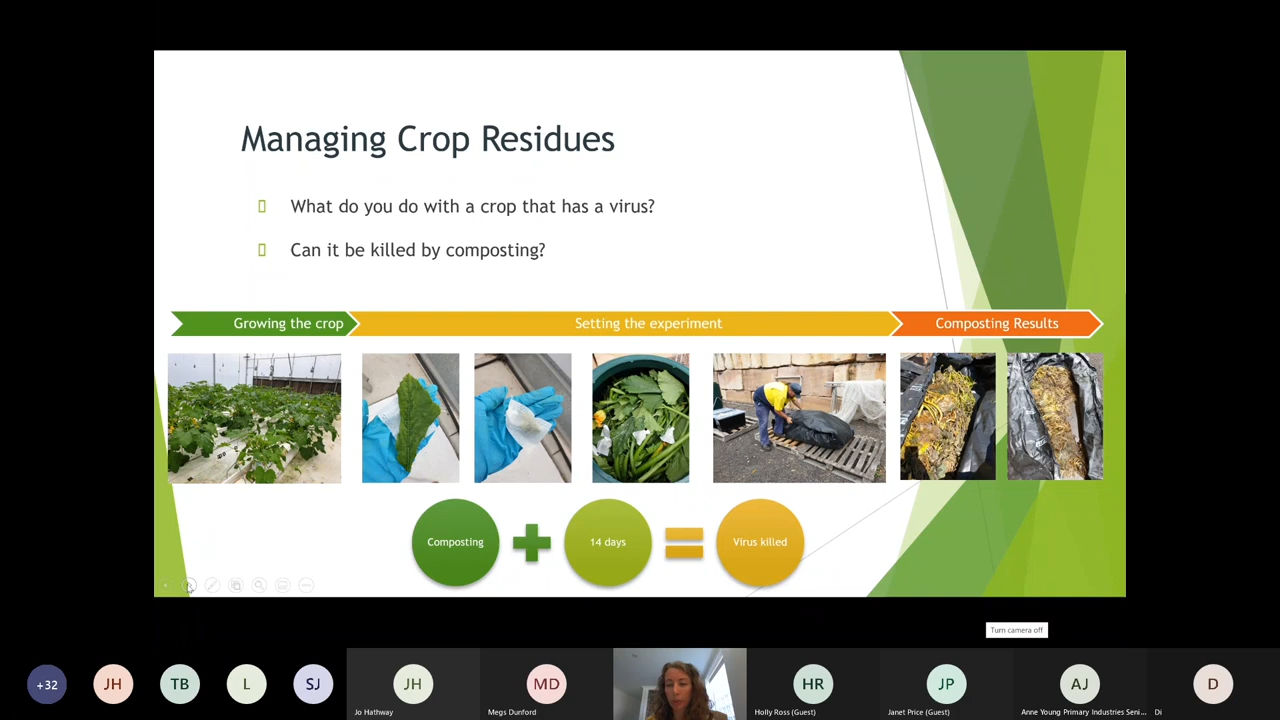 Managing Crop Residues
What do you do with a crop that has a virus?
Can it be killed by composting?
Growing the crop
Setting the experiment
Composting Results
Composting
14 days
Virus killed
Turn camera off
+32
JH
TB
L
SJ
JH
MD
HR
JP
AJ
D
Jo Hathway
Megs Dunford
Holly Ross (Guest)
Janet Price (Guest)
Anne Young Primary Industries Seni...
Di